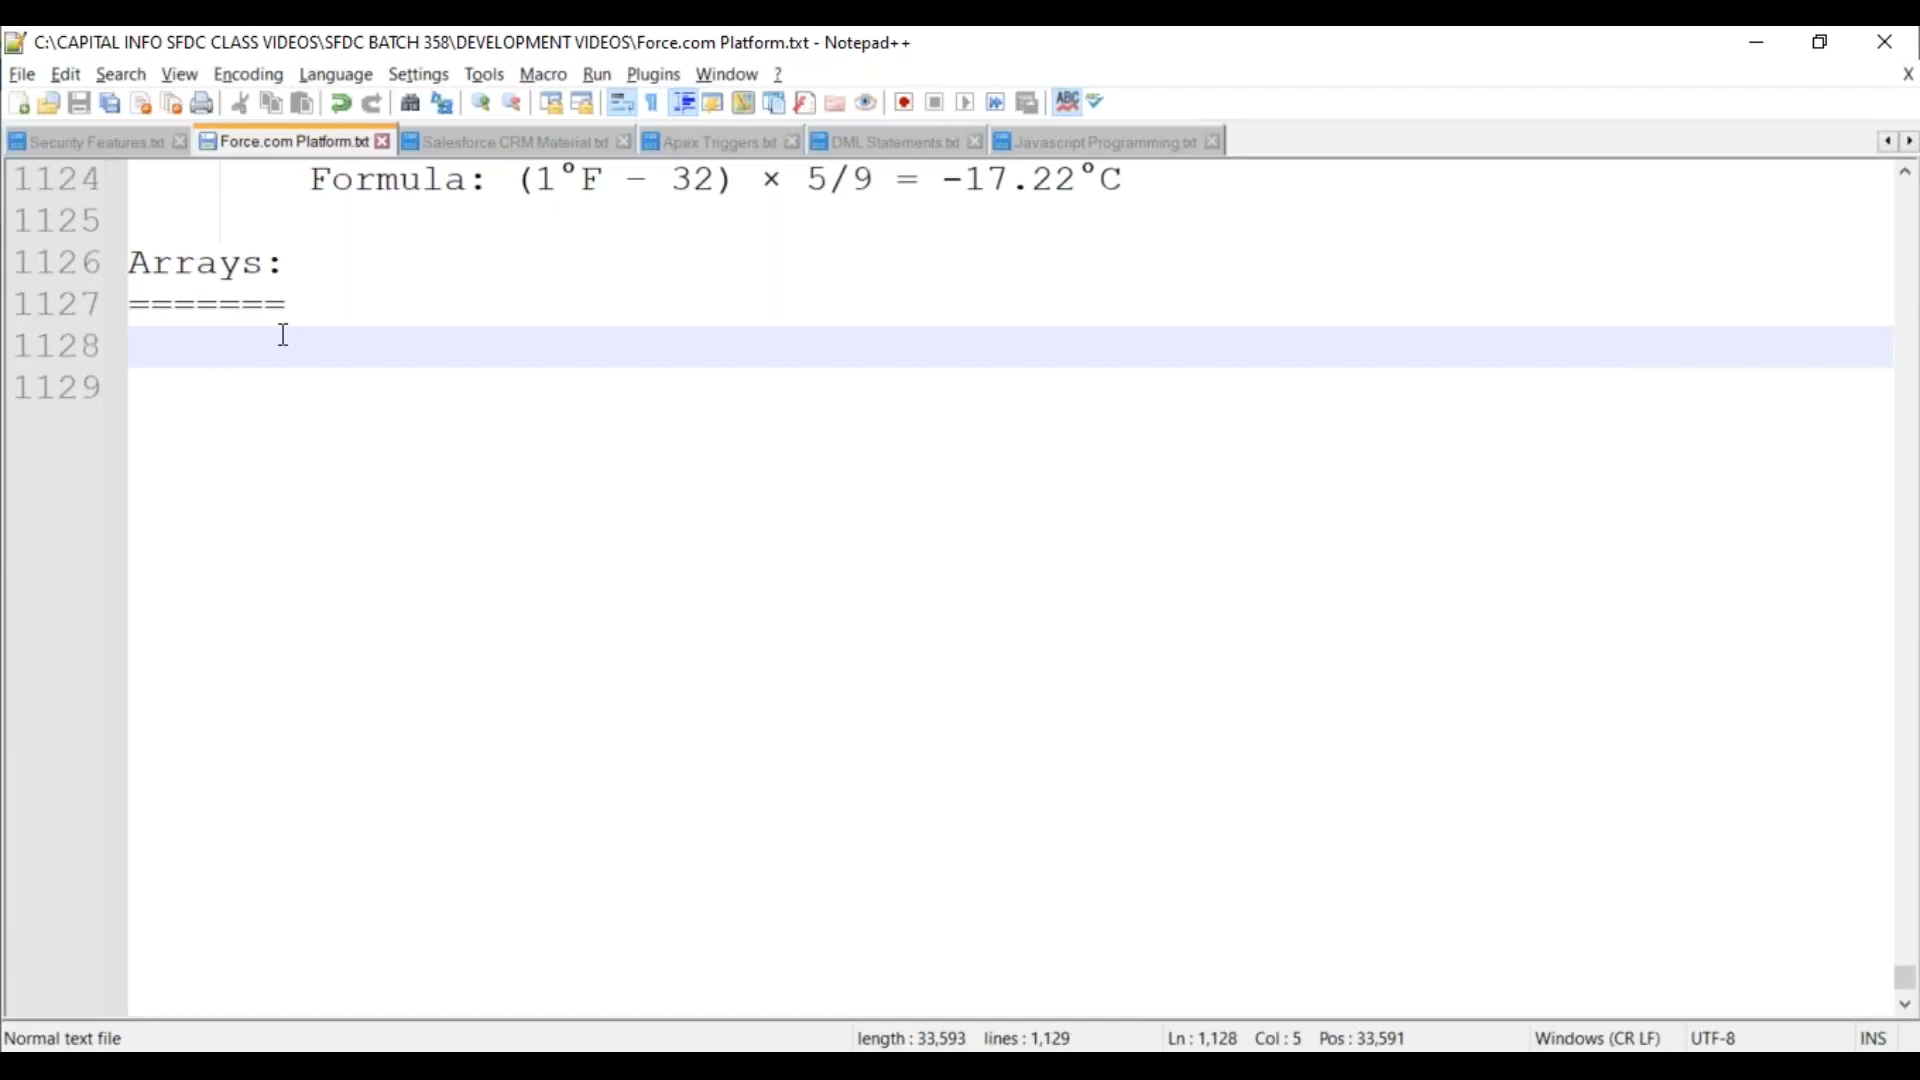 C:\CAPITAL INFO SFDC CLASS VIDEOS\SFDC BATCH 358\DEVELOPMENT VIDEOS\Force.com Platform.txt - Notepad++
File Edit Search View Encoding Language Settings Tools Macro Run Plugins Window ? X
Security Features.txt Force.com Platform.txt Salesforce CRM Material.txt Apex Triggers.txt DML Statements.txt Javascript Programming.txt
1124 Formula: (1°F − 32) × 5/9 = -17.22°C
1125
1126 Arrays:
1127 =======
1128
1129
Normal text file length : 33,593 lines : 1,129 Ln : 1,128 Col : 5 Pos : 33,591 Windows (CR LF) UTF-8 INS